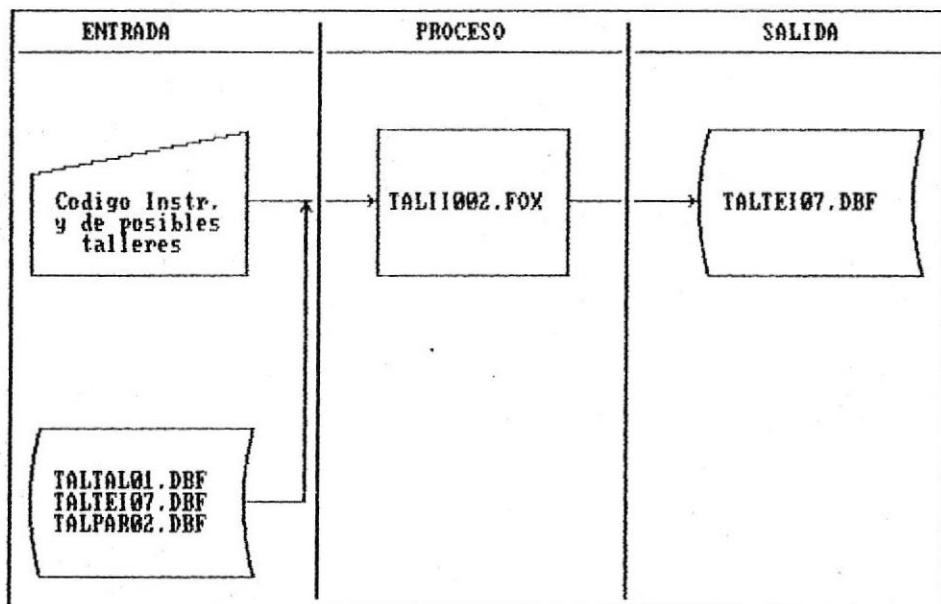 ENTRADA
PROCESO
SALIDA
Codigo Instr.
y de posibles
talleres
TALII002.FOX
TALTEI07.DBF
TALTAL01.DBF
TALTEI07.DBF
TALPAR02.DBF